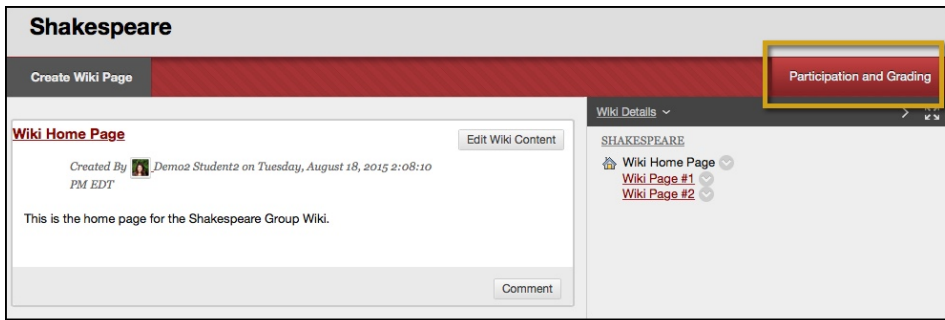 Shakespeare
Create Wiki Page
Participation and Grading
Wiki Home Page
Edit Wiki Content
Created By Demo2 Student2 on Tuesday, August 18, 2015 2:08:10
PM EDT
This is the home page for the Shakespeare Group Wiki.
Comment
Wiki Details
SHAKESPEARE
Wiki Home Page
Wiki Page #1
Wiki Page #2